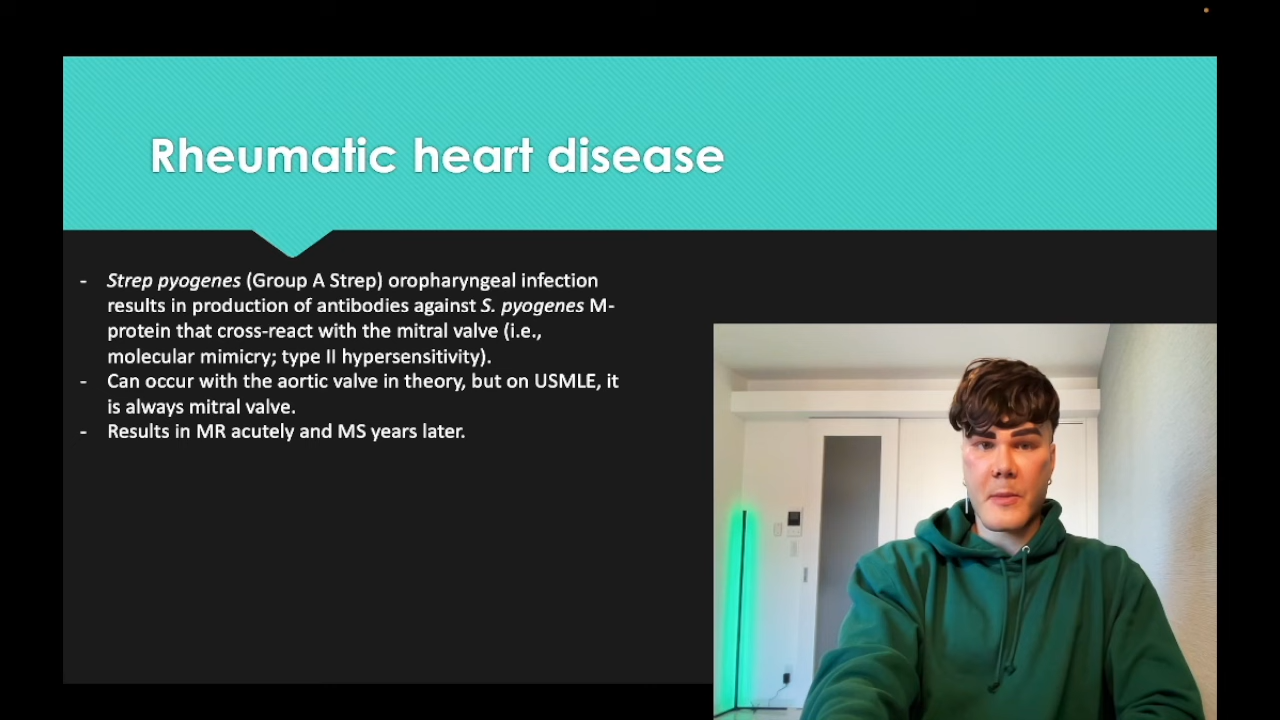 Rheumatic heart disease
- Strep pyogenes (Group A Strep) oropharyngeal infection
results in production of antibodies against S. pyogenes M-
protein that cross-react with the mitral valve (i.e.,
molecular mimicry; type II hypersensitivity).
- Can occur with the aortic valve in theory, but on USMLE, it
is always mitral valve.
- Results in MR acutely and MS years later.